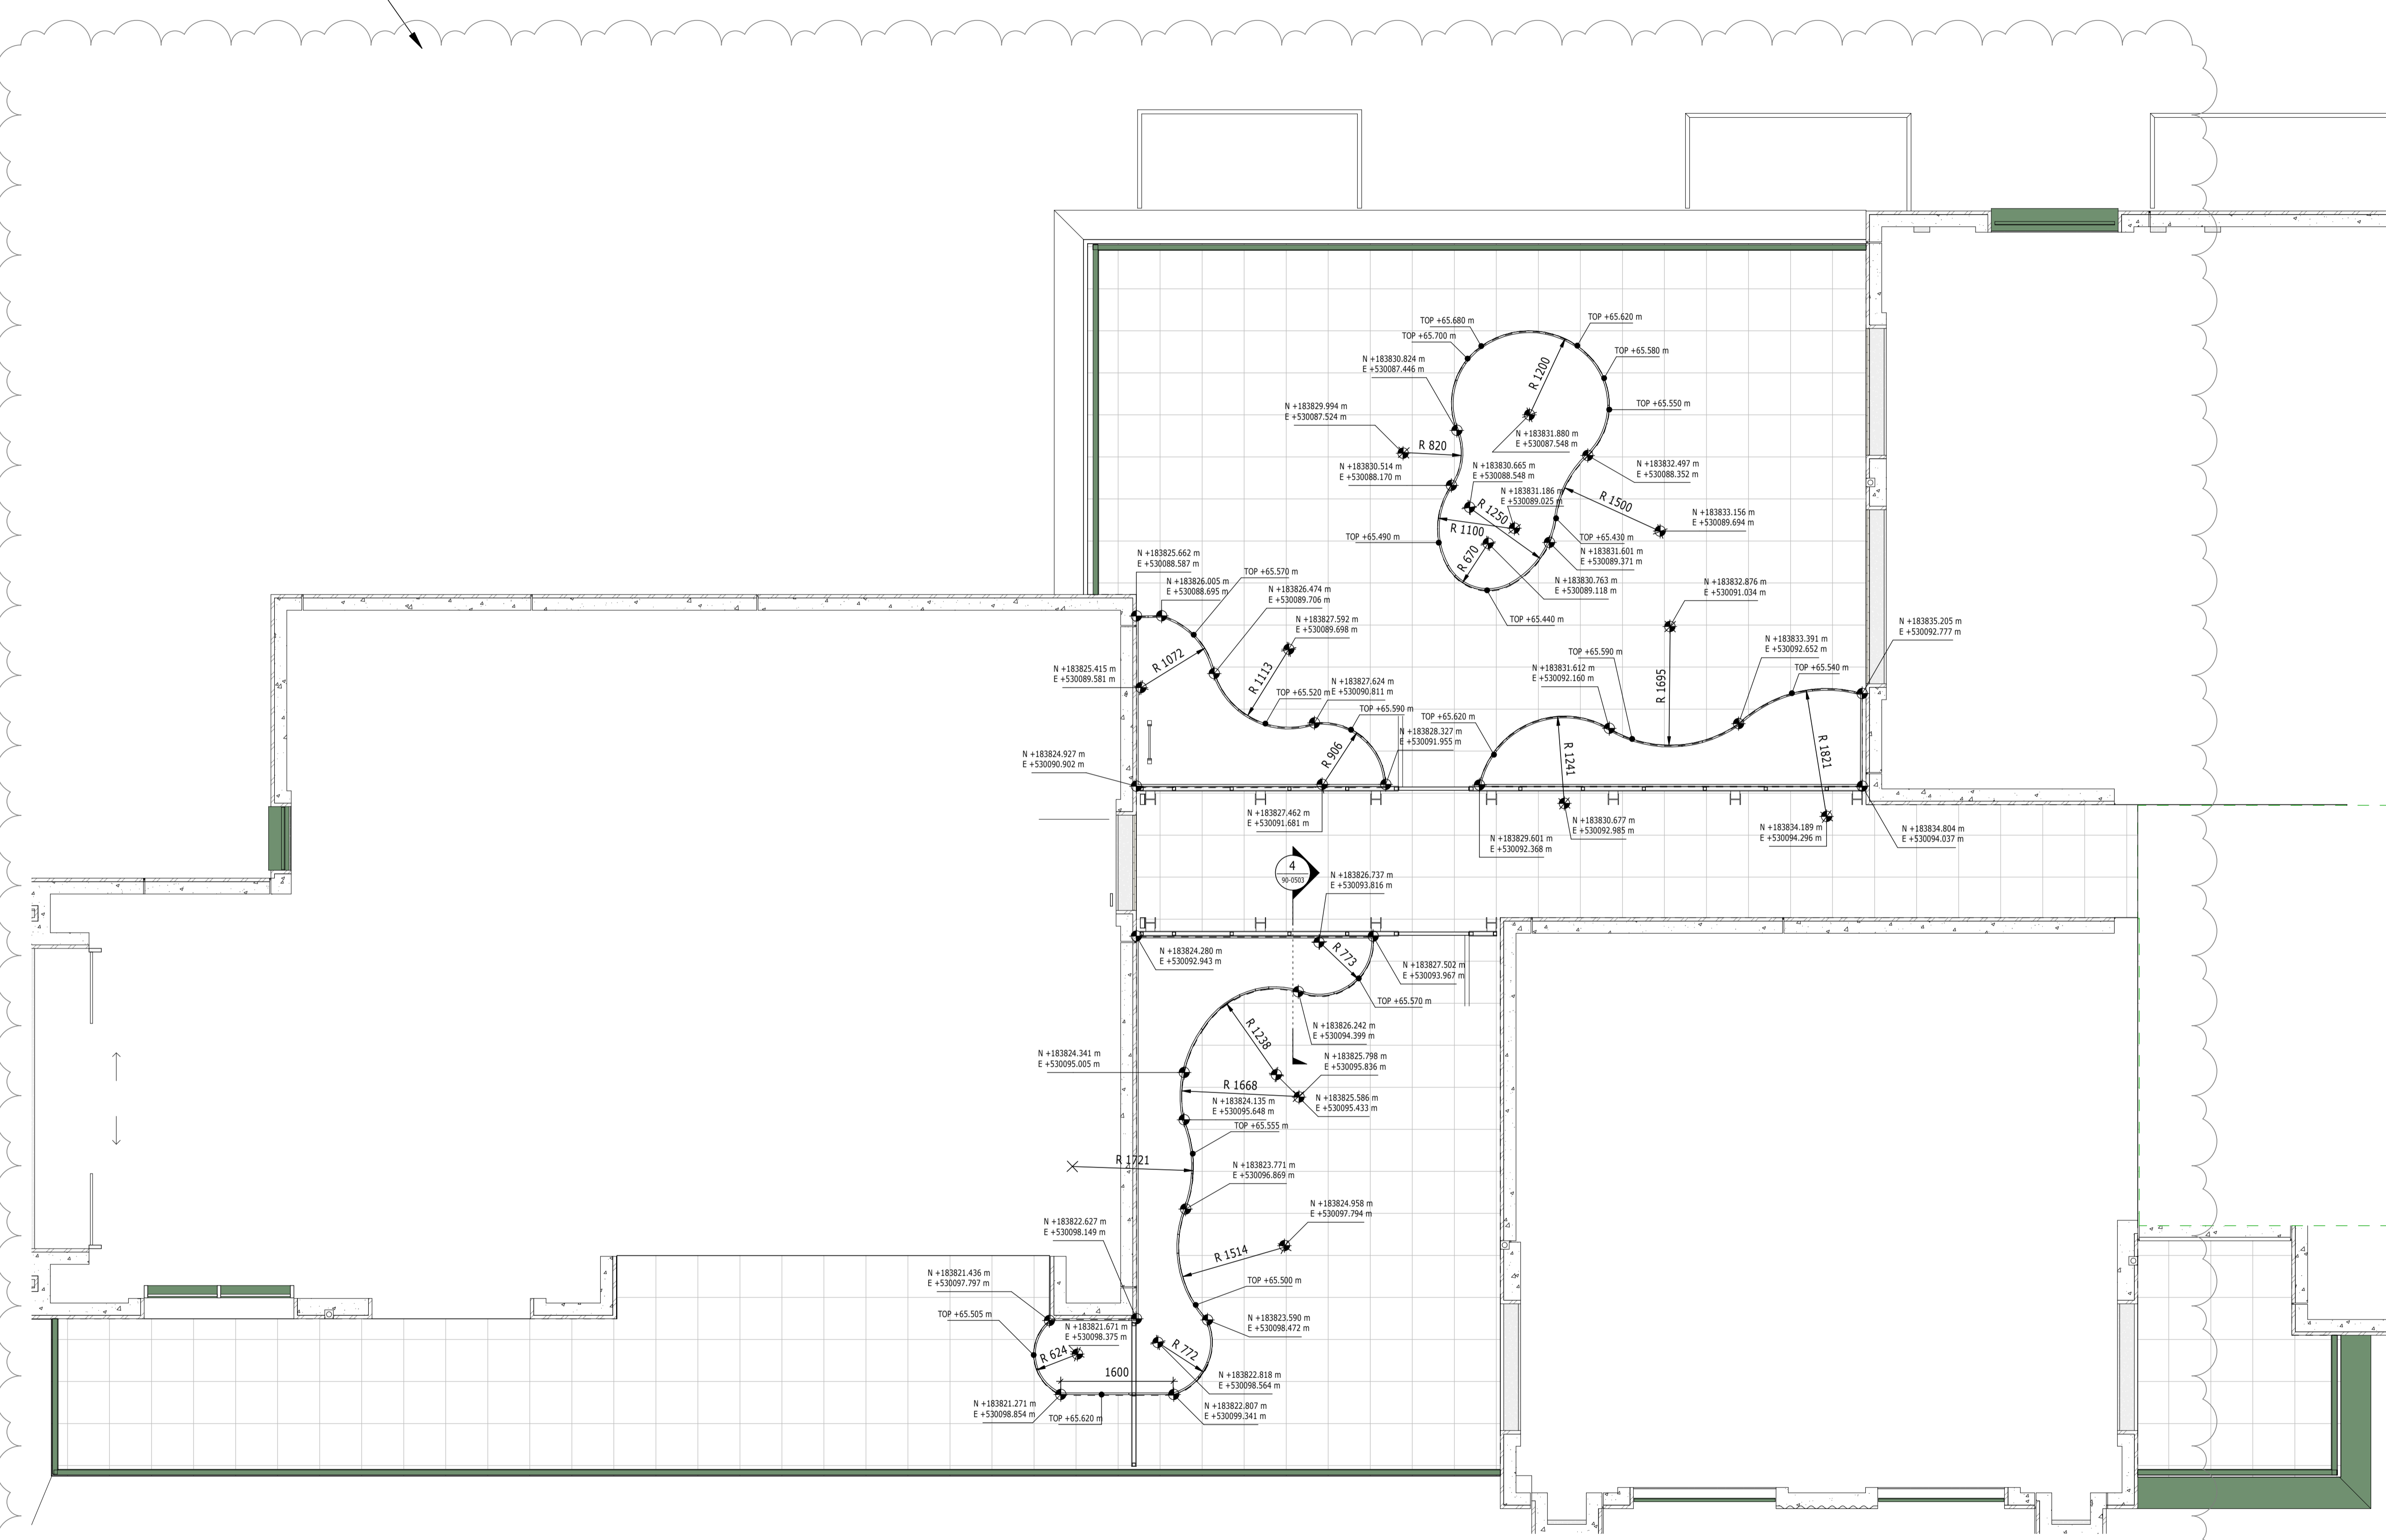 TOP +65.680 m
TOP +65.620 m
TOP +65.700 m
TOP +65.580 m
N +183830.824 m
E +530087.446 m
R 1200
TOP +65.550 m
N +183829.994 m
E +530087.524 m
R 820
N +183831.880 m
E +530087.548 m
N +183830.514 m
E +530088.170 m
N +183830.665 m
E +530088.548 m
N +183832.497 m
E +530088.352 m
N +183831.186 m
E +530089.025 m
R 1500
R 1250
R 1100
N +183833.156 m
E +530089.694 m
TOP +65.490 m
TOP +65.430 m
R 670
N +183831.601 m
E +530089.371 m
N +183825.662 m
E +530088.587 m
TOP +65.570 m
N +183826.005 m
E +530088.695 m
N +183826.474 m
E +530089.706 m
N +183830.763 m
E +530089.118 m
N +183832.876 m
E +530091.034 m
TOP +65.440 m
N +183827.592 m
E +530089.698 m
N +183835.205 m
E +530092.777 m
R 1072
N +183825.415 m
E +530089.581 m
R 1113
TOP +65.590 m
N +183833.391 m
E +530092.652 m
N +183831.612 m
E +530092.160 m
TOP +65.540 m
R 1695
N +183827.624 m
E +530090.811 m
TOP +65.520 m
TOP +65.590 m
TOP +65.620 m
N +183828.327 m
E +530091.955 m
R 906
R 1241
R 1821
N +183824.927 m
E +530090.902 m
N +183827.462 m
E +530091.681 m
N +183829.601 m
E +530092.368 m
N +183830.677 m
E +530092.985 m
N +183834.189 m
E +530094.296 m
N +183834.804 m
E +530094.037 m
4
90-0503
N +183826.737 m
E +530093.816 m
N +183824.280 m
E +530092.943 m
R 773
N +183827.502 m
E +530093.967 m
TOP +65.570 m
R 1238
N +183826.242 m
E +530094.399 m
N +183824.341 m
E +530095.005 m
N +183825.798 m
E +530095.836 m
R 1668
N +183824.135 m
E +530095.648 m
N +183825.586 m
E +530095.433 m
TOP +65.555 m
R 1721
N +183823.771 m
E +530096.869 m
N +183824.958 m
E +530097.794 m
N +183822.627 m
E +530098.149 m
R 1514
N +183821.436 m
E +530097.797 m
TOP +65.500 m
TOP +65.505 m
N +183821.671 m
E +530098.375 m
N +183823.590 m
E +530098.472 m
R 624
R 772
1600
N +183822.818 m
E +530098.564 m
N +183821.271 m
E +530098.854 m
TOP +65.620 m
N +183822.807 m
E +530099.341 m